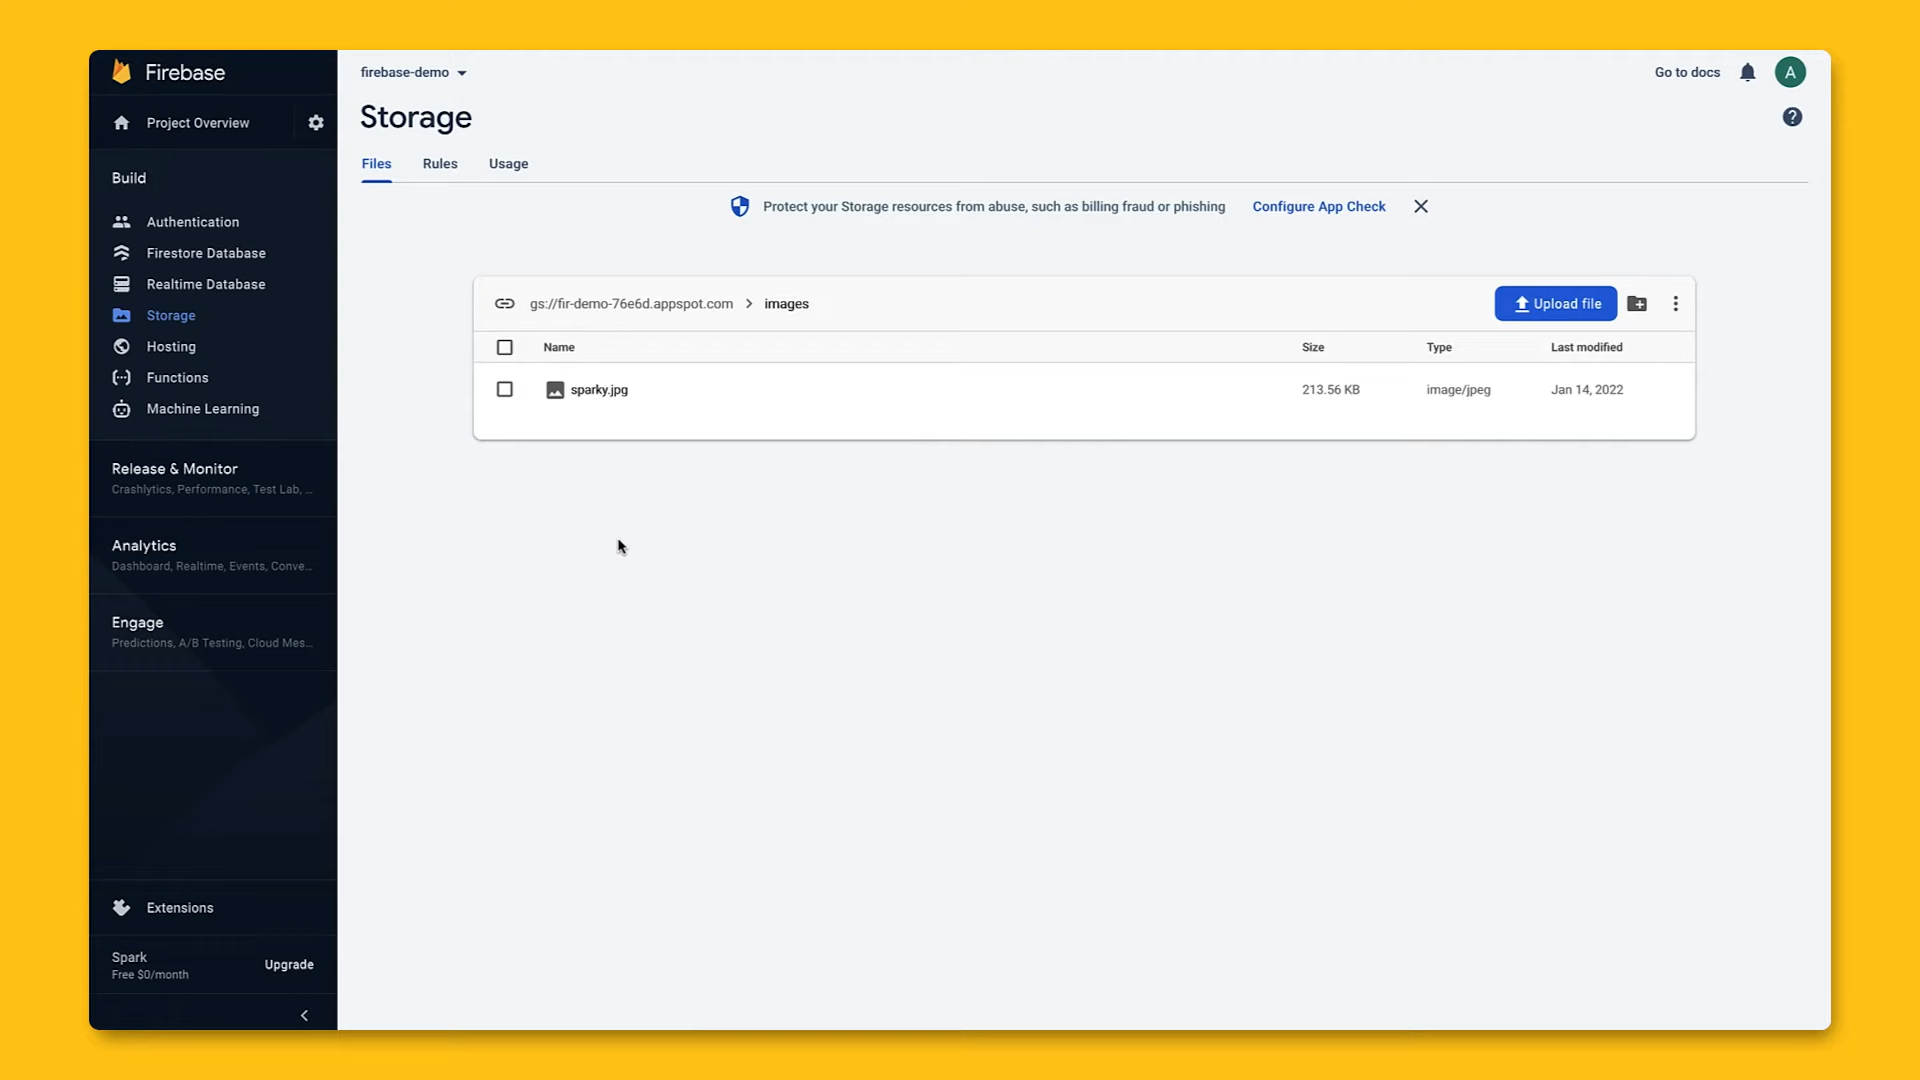 Firebase
Project Overview
Build
Authentication
Firestore Database
Realtime Database
Storage
Hosting
Functions
Machine Learning
Release & Monitor
Crashlytics, Performance, Test Lab, ...
Analytics
Dashboard, Realtime, Events, Conve...
Engage
Predictions, A/B Testing, Cloud Mes...
Extensions
Spark
Free $0/month
Upgrade
firebase-demo
Go to docs
A
Storage
?
Files Rules Usage
Protect your Storage resources from abuse, such as billing fraud or phishing Configure App Check
gs://fir-demo-76e6d.appspot.com > images
Upload file
Name Size Type Last modified
sparky.jpg 213.56 KB image/jpeg Jan 14, 2022